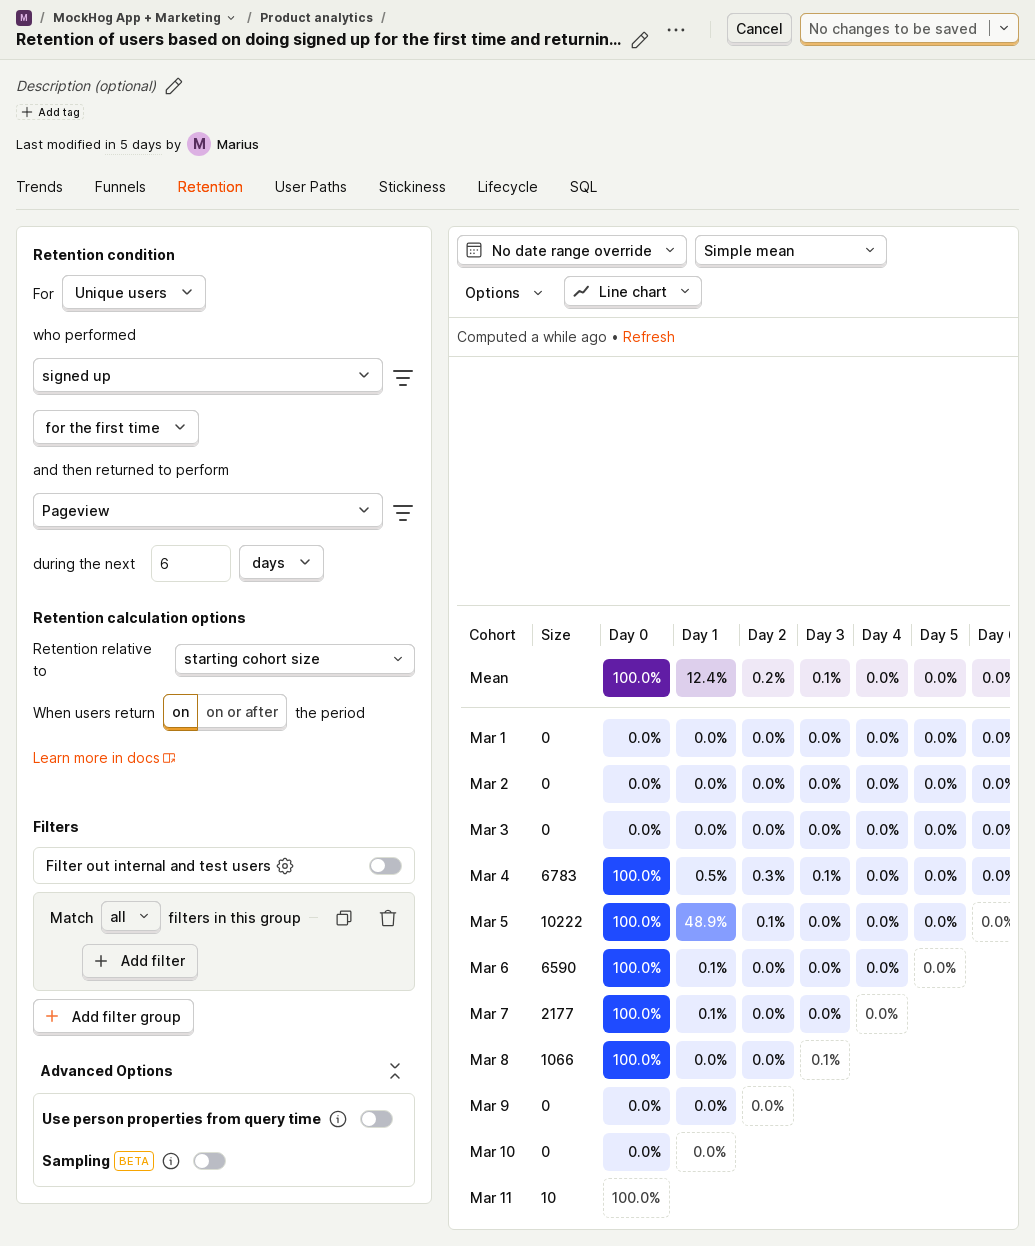 M / MockHog App + Marketing / Product analytics /
Retention of users based on doing signed up for the first time and returnin...
Cancel
No changes to be saved
Description (optional)
Add tag
Last modified in 5 days by M Marius
Trends Funnels Retention User Paths Stickiness Lifecycle SQL
Retention condition
For Unique users
who performed
signed up
for the first time
and then returned to perform
Pageview
during the next 6 days
Retention calculation options
Retention relative
to
starting cohort size
When users return on on or after the period
Learn more in docs
Filters
Filter out internal and test users
Match all filters in this group
Add filter
Add filter group
Advanced Options
Use person properties from query time
Sampling BETA
No date range override Simple mean
Options Line chart
Computed a while ago • Refresh
Cohort Size Day 0 Day 1 Day 2 Day 3 Day 4 Day 5 Day
Mean 100.0% 12.4% 0.2% 0.1% 0.0% 0.0% 0.0%
Mar 1 0 0.0% 0.0% 0.0% 0.0% 0.0% 0.0% 0.0%
Mar 2 0 0.0% 0.0% 0.0% 0.0% 0.0% 0.0% 0.0%
Mar 3 0 0.0% 0.0% 0.0% 0.0% 0.0% 0.0% 0.0%
Mar 4 6783 100.0% 0.5% 0.3% 0.1% 0.0% 0.0% 0.0%
Mar 5 10222 100.0% 48.9% 0.1% 0.0% 0.0% 0.0% 0.0%
Mar 6 6590 100.0% 0.1% 0.0% 0.0% 0.0% 0.0%
Mar 7 2177 100.0% 0.1% 0.0% 0.0% 0.0%
Mar 8 1066 100.0% 0.0% 0.0% 0.1%
Mar 9 0 0.0% 0.0% 0.0%
Mar 10 0 0.0% 0.0%
Mar 11 10 100.0%